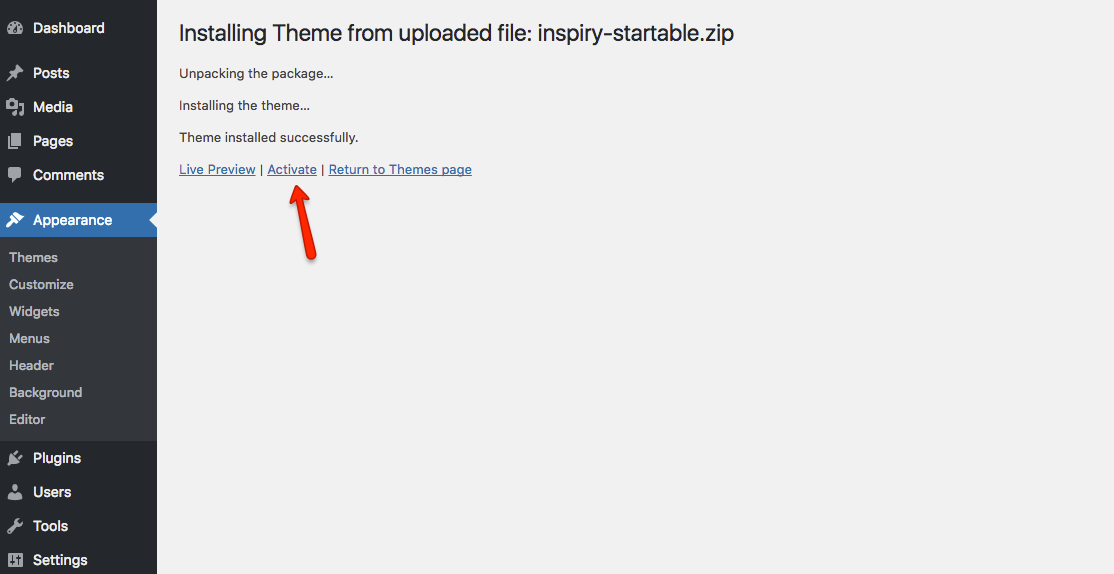 Dashboard
Posts
Media
Pages
Comments
Appearance
Themes
Customize
Widgets
Menus
Header
Background
Editor
Plugins
Users
Tools
Settings
Installing Theme from uploaded file: inspiry-startable.zip
Unpacking the package...
Installing the theme...
Theme installed successfully.
Live Preview | Activate | Return to Themes page